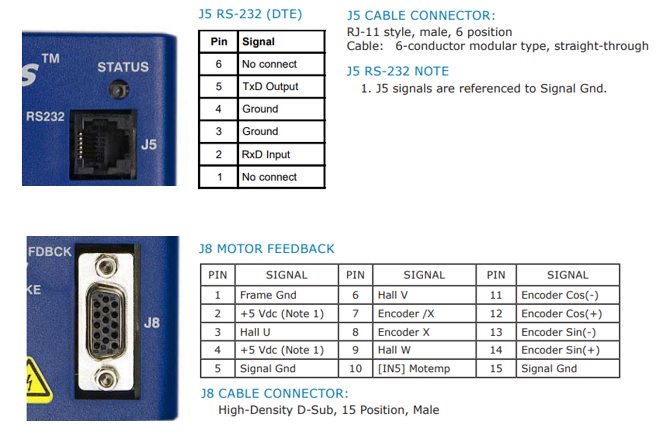 J5 RS-232 (DTE)
Pin Signal
6 No connect
5 TxD Output
4 Ground
3 Ground
2 RxD Input
1 No connect
J5 CABLE CONNECTOR:
RJ-11 style, male, 6 position
Cable: 6-conductor modular type, straight-through
J5 RS-232 NOTE
1. J5 signals are referenced to Signal Gnd.
s™
STATUS
RS232
J5
FDBCK
KE
J8
J8 MOTOR FEEDBACK
PIN SIGNAL PIN SIGNAL PIN SIGNAL
1 Frame Gnd 6 Hall V 11 Encoder Cos(-)
2 +5 Vdc (Note 1) 7 Encoder /X 12 Encoder Cos(+)
3 Hall U 8 Encoder X 13 Encoder Sin(-)
4 +5 Vdc (Note 1) 9 Hall W 14 Encoder Sin(+)
5 Signal Gnd 10 [IN5] Motemp 15 Signal Gnd
J8 CABLE CONNECTOR:
High-Density D-Sub, 15 Position, Male